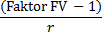 (Faktor FV − 1)
r